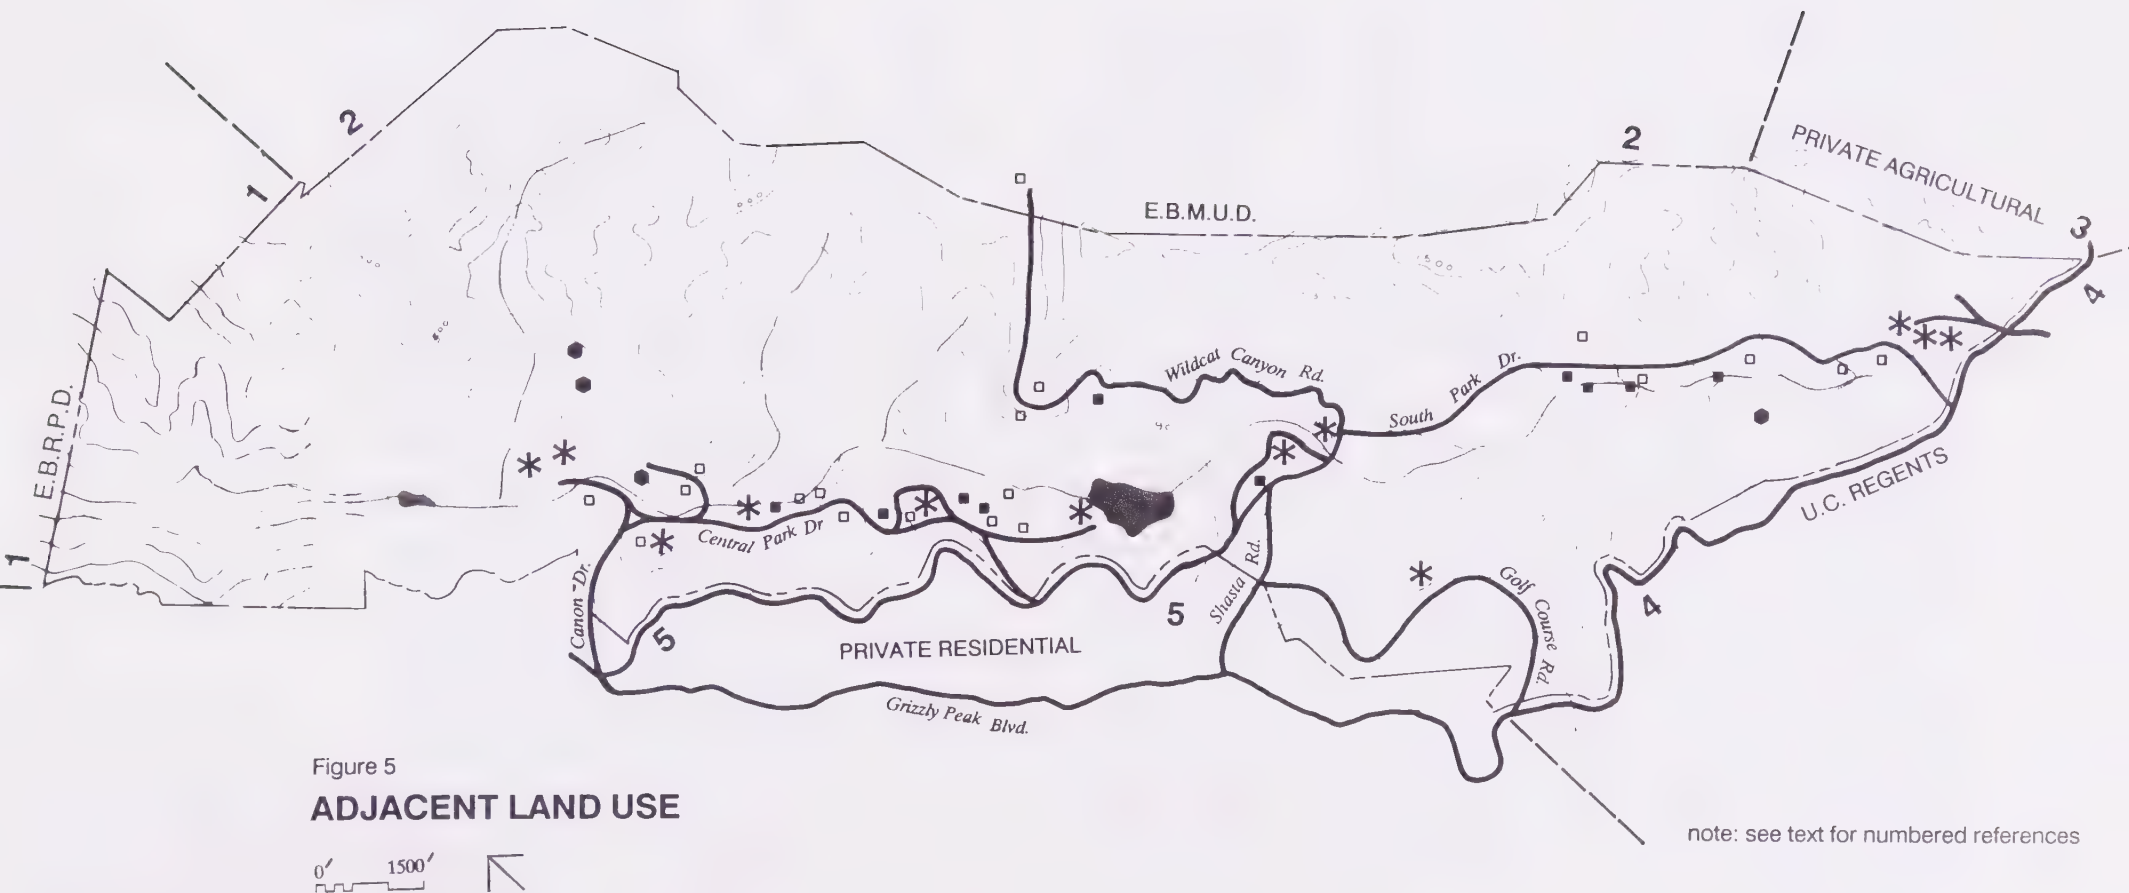 2
1
2
PRIVATE AGRICULTURAL
E.B.M.U.D.
3
4
E.B.R.P.D.
Wildcat Canyon Rd.
South Park Dr.
U.C. REGENTS
Central Park Dr
1
Canon Dr.
5
5
Shasta Rd.
Golf Course Rd.
4
PRIVATE RESIDENTIAL
Grizzly Peak Blvd.
Figure 5
ADJACENT LAND USE
0' 1500'
note: see text for numbered references